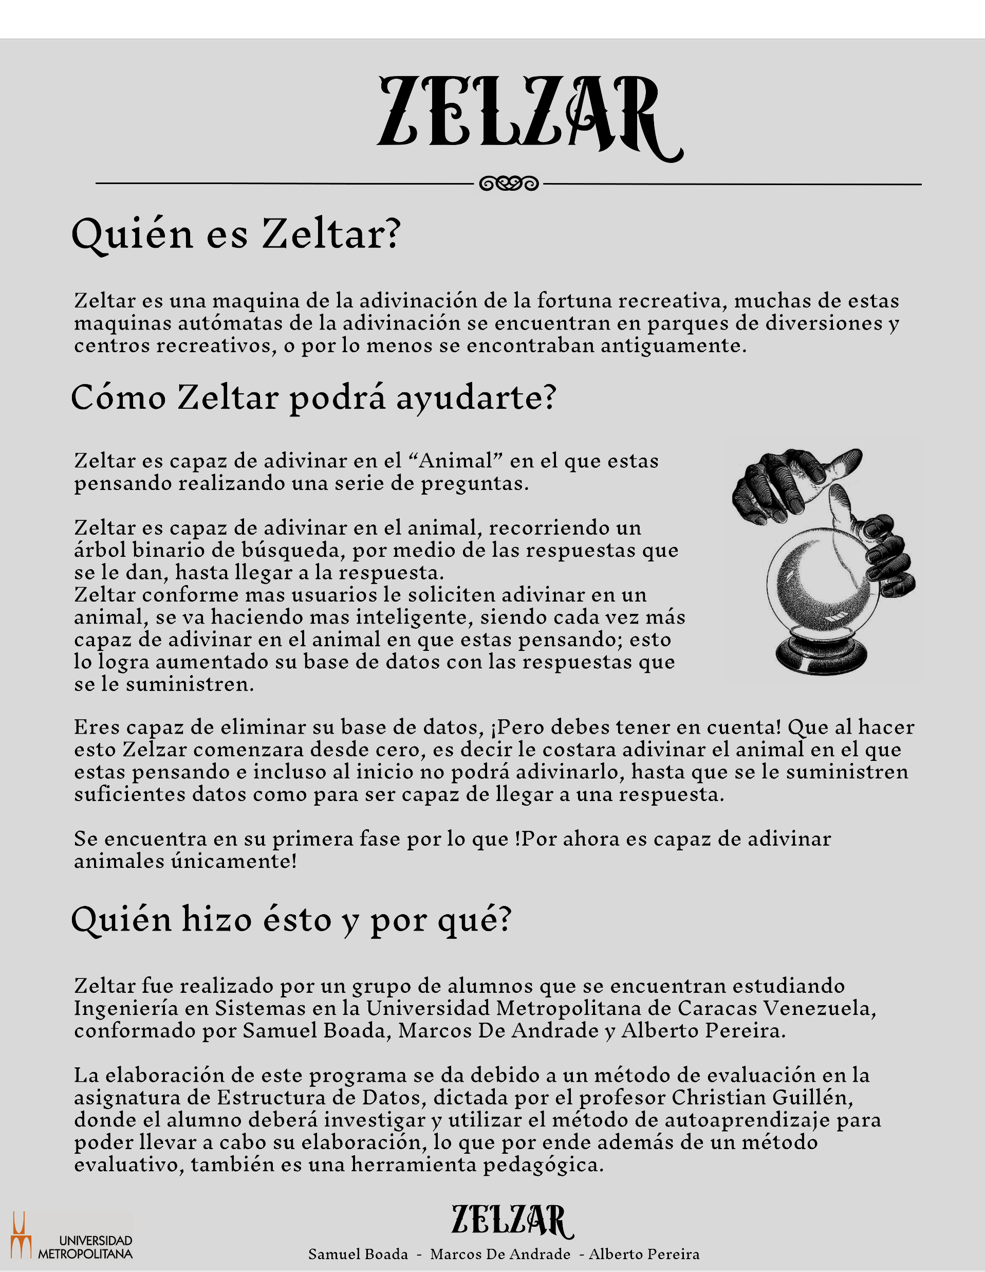 ZELZAR
Quién es Zeltar?
Zeltar es una maquina de la adivinación de la fortuna recreativa, muchas de estas
maquinas autómatas de la adivinación se encuentran en parques de diversiones y
centros recreativos, o por lo menos se encontraban antiguamente.
Cómo Zeltar podrá ayudarte?
Zeltar es capaz de adivinar en el “Animal” en el que estas
pensando realizando una serie de preguntas.
Zeltar es capaz de adivinar en el animal, recorriendo un
árbol binario de búsqueda, por medio de las respuestas que
se le dan, hasta llegar a la respuesta.
Zeltar conforme mas usuarios le soliciten adivinar en un
animal, se va haciendo mas inteligente, siendo cada vez más
capaz de adivinar en el animal en que estas pensando; esto
lo logra aumentado su base de datos con las respuestas que
se le suministren.
Eres capaz de eliminar su base de datos, ¡Pero debes tener en cuenta! Que al hacer
esto Zelzar comenzara desde cero, es decir le costara adivinar el animal en el que
estas pensando e incluso al inicio no podrá adivinarlo, hasta que se le suministren
suficientes datos como para ser capaz de llegar a una respuesta.
Se encuentra en su primera fase por lo que !Por ahora es capaz de adivinar
animales únicamente!
Quién hizo ésto y por qué?
Zeltar fue realizado por un grupo de alumnos que se encuentran estudiando
Ingeniería en Sistemas en la Universidad Metropolitana de Caracas Venezuela,
conformado por Samuel Boada, Marcos De Andrade y Alberto Pereira.
La elaboración de este programa se da debido a un método de evaluación en la
asignatura de Estructura de Datos, dictada por el profesor Christian Guillén,
donde el alumno deberá investigar y utilizar el método de autoaprendizaje para
poder llevar a cabo su elaboración, lo que por ende además de un método
evaluativo, también es una herramienta pedagógica.
ZELZAR
UNIVERSIDAD
METROPOLITANA
Samuel Boada - Marcos De Andrade - Alberto Pereira